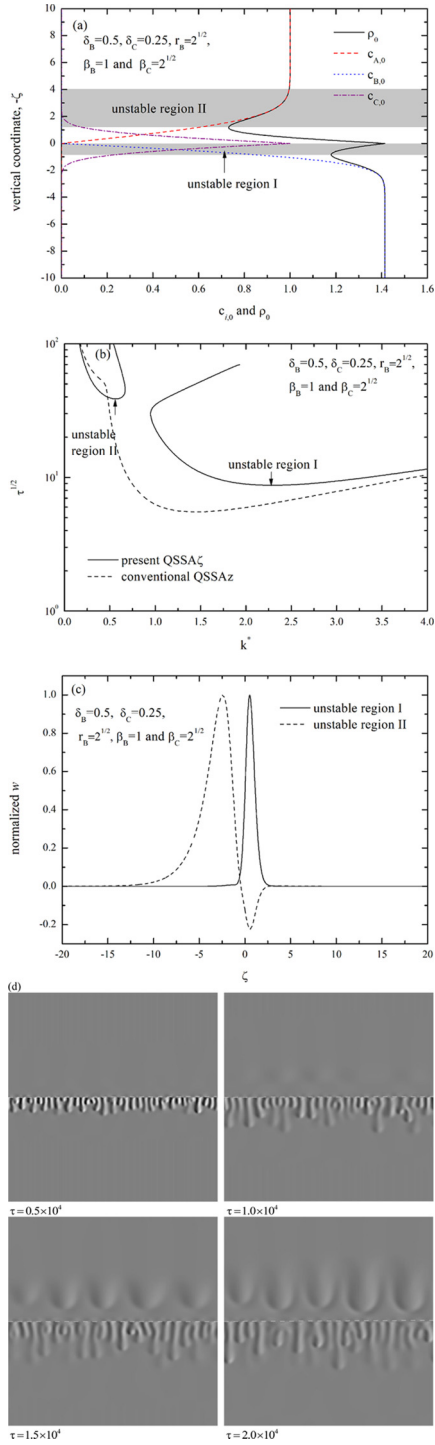 (a)
δB=0.5, δC=0.25, rB=2^1/2,
βB=1 and βC=2^1/2
ρ0
cA,0
cB,0
cC,0
unstable region II
unstable region I
vertical coordinate, -ζ
10
8
6
4
2
0
-2
-4
-6
-8
-10
0.0 0.2 0.4 0.6 0.8 1.0 1.2 1.4 1.6
ci,0 and ρ0
(b)
δB=0.5, δC=0.25, rB=2^1/2,
βB=1 and βC=2^1/2
unstable
region II
unstable region I
present QSSAζ
conventional QSSAz
τ^1/2
10^2
10^1
10^0
0.0 0.5 1.0 1.5 2.0 2.5 3.0 3.5 4.0
k*
(c)
δB=0.5, δC=0.25,
rB=2^1/2, βB=1 and βC=2^1/2
unstable region I
unstable region II
normalized w
1.0
0.8
0.6
0.4
0.2
0.0
-0.2
-20 -15 -10 -5 0 5 10 15 20
ζ
(d)
τ=0.5×10^4
τ=1.0×10^4
τ=1.5×10^4
τ=2.0×10^4